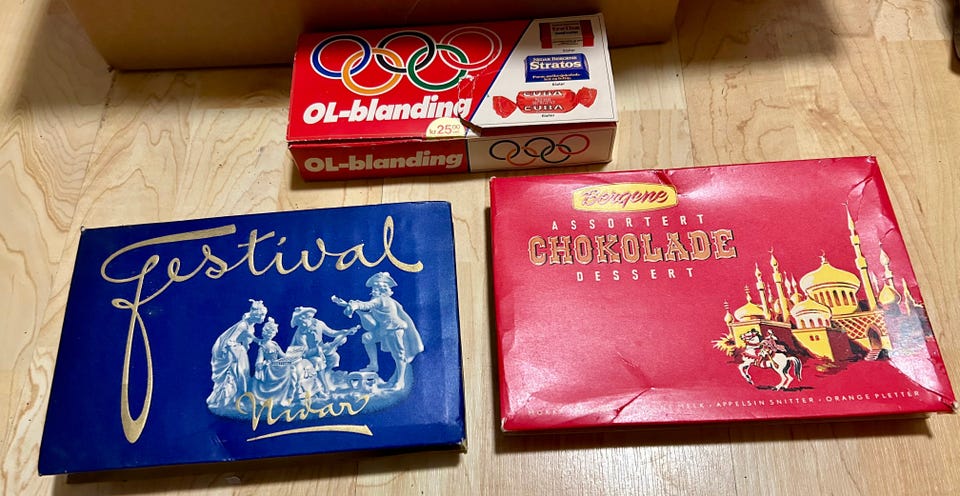 OL-blanding
kr 25.00
Stratos
CUBA
OL-blanding
Festival
Nidar
Bergene
ASSORTERT
CHOKOLADE
DESSERT
MELK · APPELSIN SNITTER · ORANGE PLETTER